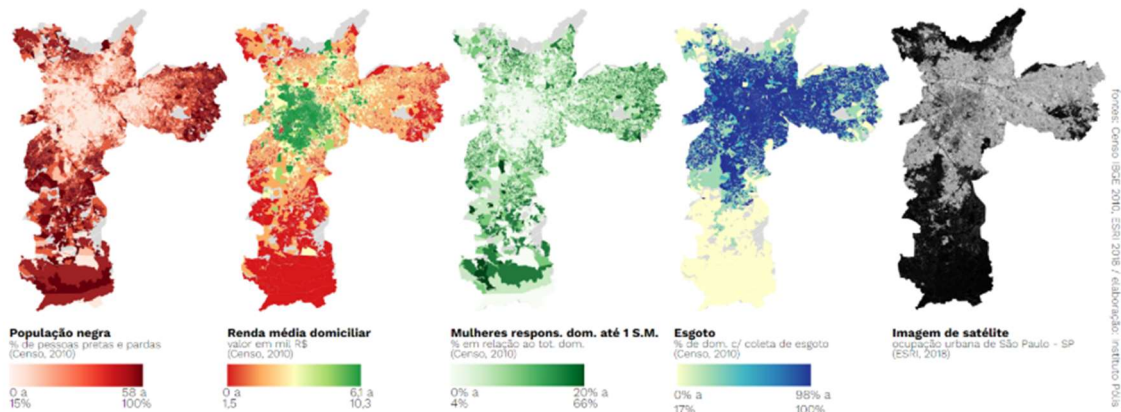 População negra
% de pessoas pretas e pardas
(Censo, 2010)
0 a
15%
58 a
100%
Renda média domiciliar
valor em mil R$
(Censo, 2010)
0 a
1,5
6,1 a
10,3
Mulheres respons. dom. até 1 S.M.
% em relação ao tot. dom.
(Censo, 2010)
0% a
4%
20% a
66%
Esgoto
% de dom. c/ coleta de esgoto
(Censo, 2010)
0% a
17%
98% a
100%
Imagem de satélite
ocupação urbana de São Paulo - SP
(ESRI, 2018)
fontes: Censo IBGE 2010, ESRI 2018 / elaboração: Instituto Pólis